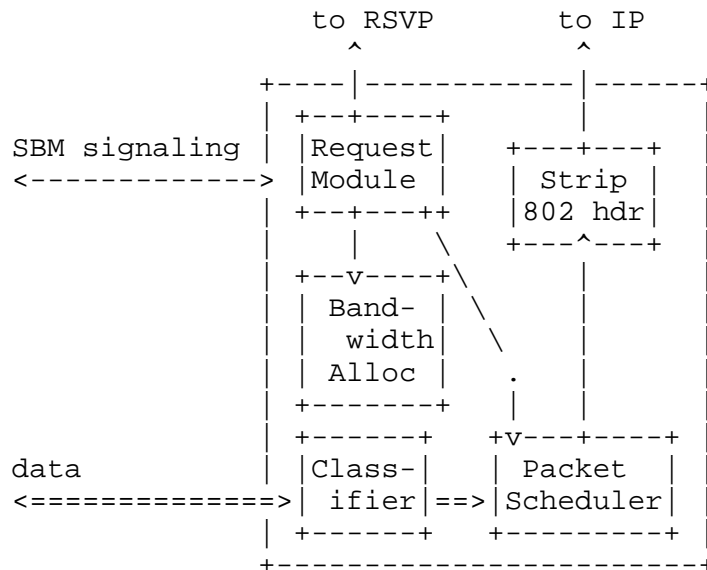 to RSVP to IP
SBM signaling Request
Module Strip
802 hdr
Band-
width
Alloc
data Class- Packet
ifier Scheduler